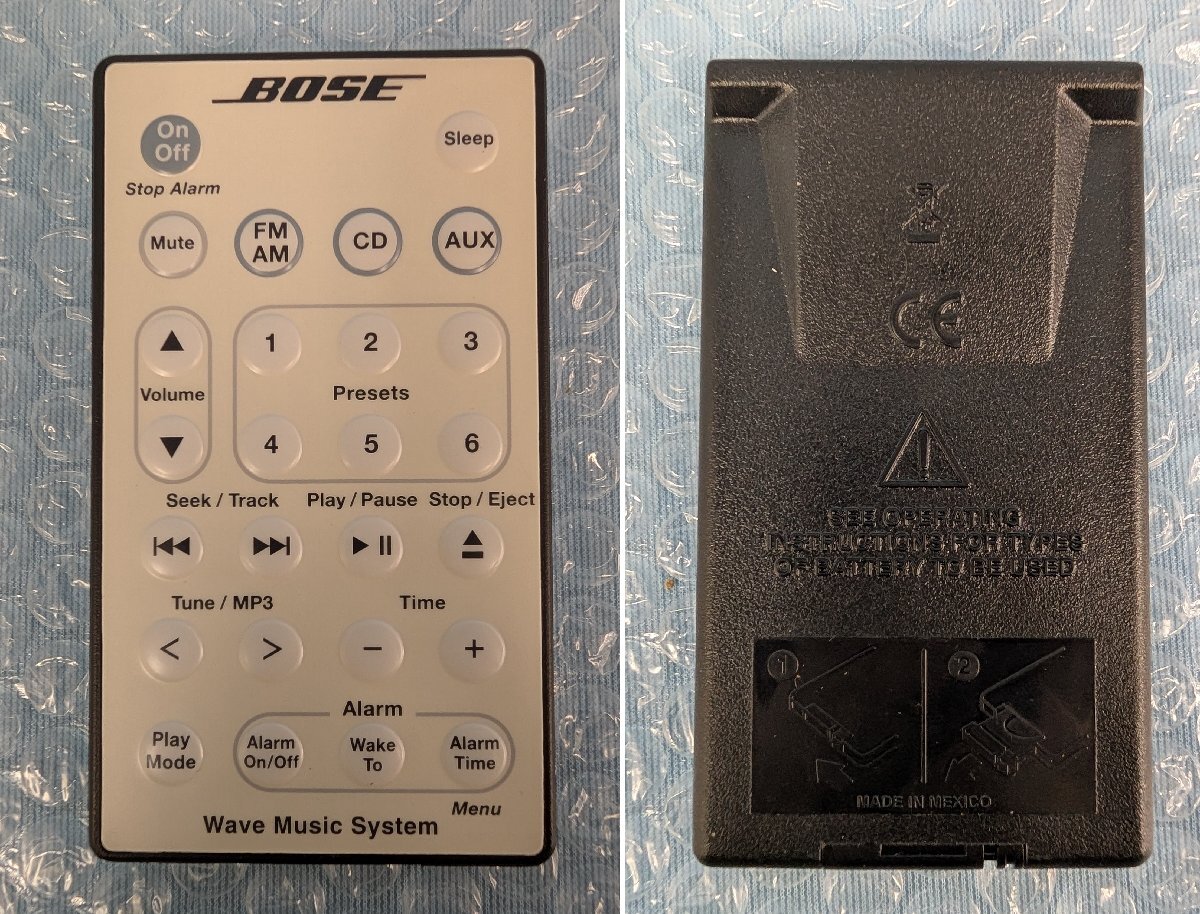 BOSE
On
Off
Sleep
Stop Alarm
Mute
FM
AM
CD
AUX
1
2
3
Volume
Presets
4
5
6
Seek / Track
Play / Pause
Stop / Eject
Tune / MP3
Time
Play
Mode
Alarm
Alarm
On/Off
Wake
To
Alarm
Time
Menu
Wave Music System
CE
SEE OPERATING
INSTRUCTIONS FOR TYPES
OF BATTERY TO BE USED
1
2
MADE IN MEXICO